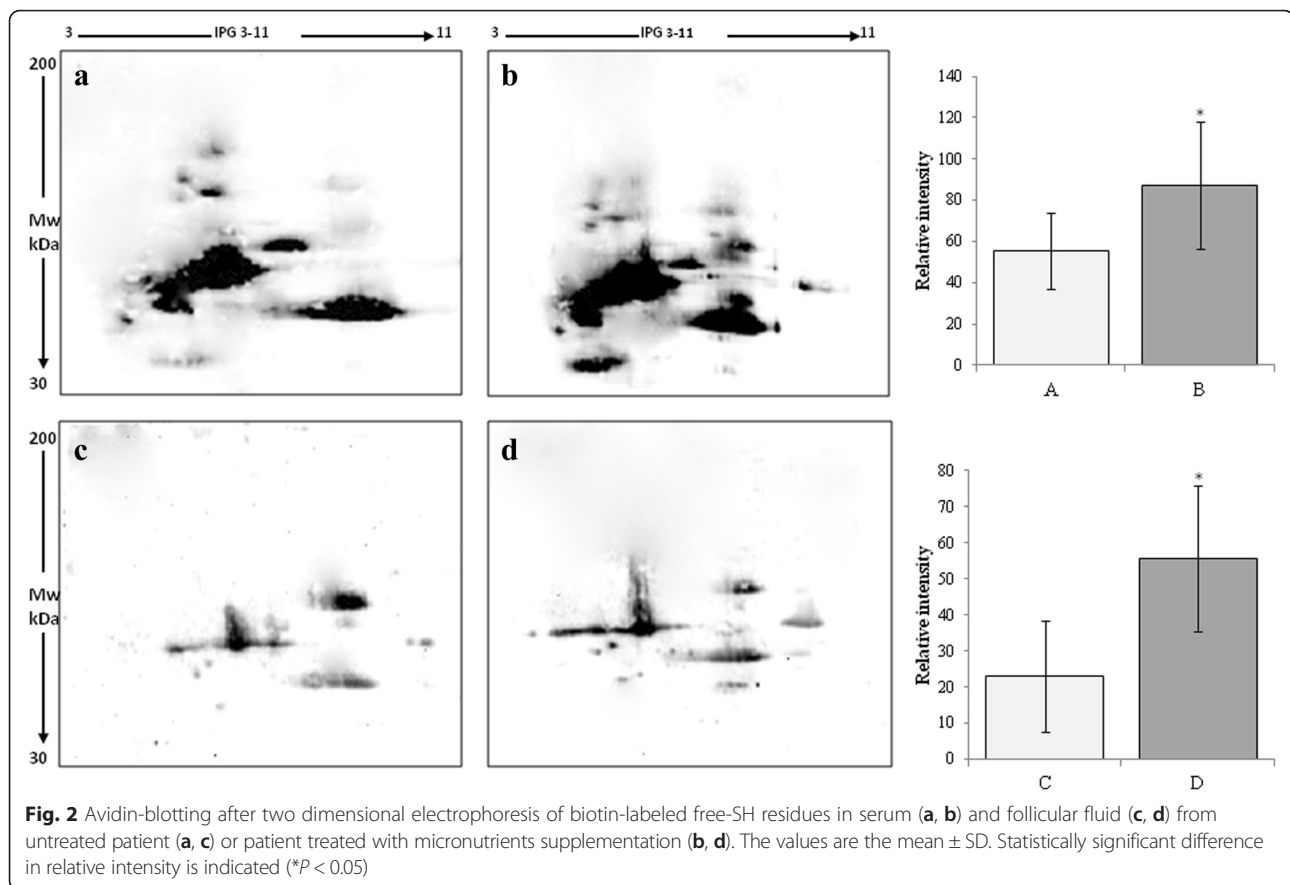 3 IPG 3-11 11
3 IPG 3-11 11
200
Mw
kDa
30
a
b
140
120
100
80
60
40
20
0
Relative intensity
*
A B
200
Mw
kDa
30
c
d
80
70
60
50
40
30
20
10
0
Relative intensity
*
C D
Fig. 2 Avidin-blotting after two dimensional electrophoresis of biotin-labeled free-SH residues in serum (a, b) and follicular fluid (c, d) from
untreated patient (a, c) or patient treated with micronutrients supplementation (b, d). The values are the mean ± SD. Statistically significant difference
in relative intensity is indicated (*P < 0.05)